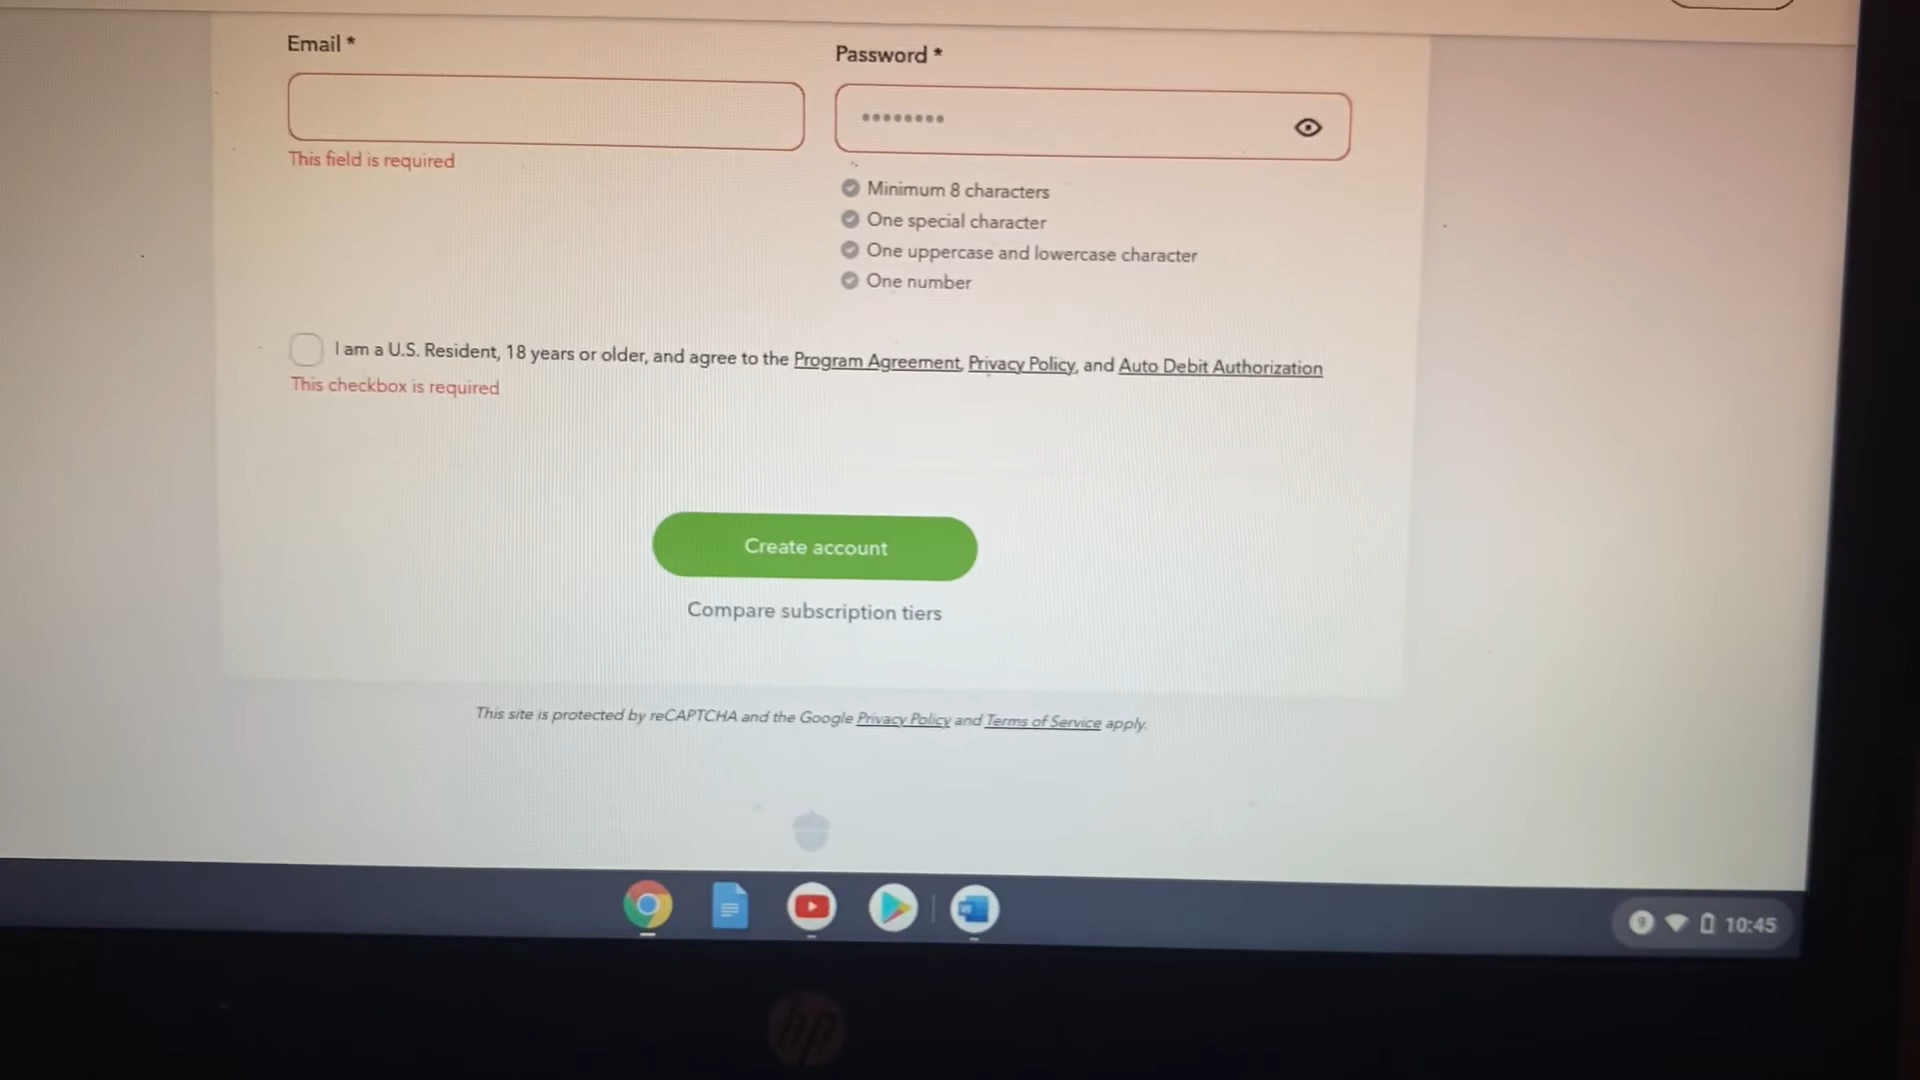 Email *
Password *
••••••••
This field is required
Minimum 8 characters
One special character
One uppercase and lowercase character
One number
I am a U.S. Resident, 18 years or older, and agree to the Program Agreement, Privacy Policy, and Auto Debit Authorization
This checkbox is required
Create account
Compare subscription tiers
This site is protected by reCAPTCHA and the Google Privacy Policy and Terms of Service apply.
W
9 10:45
hp